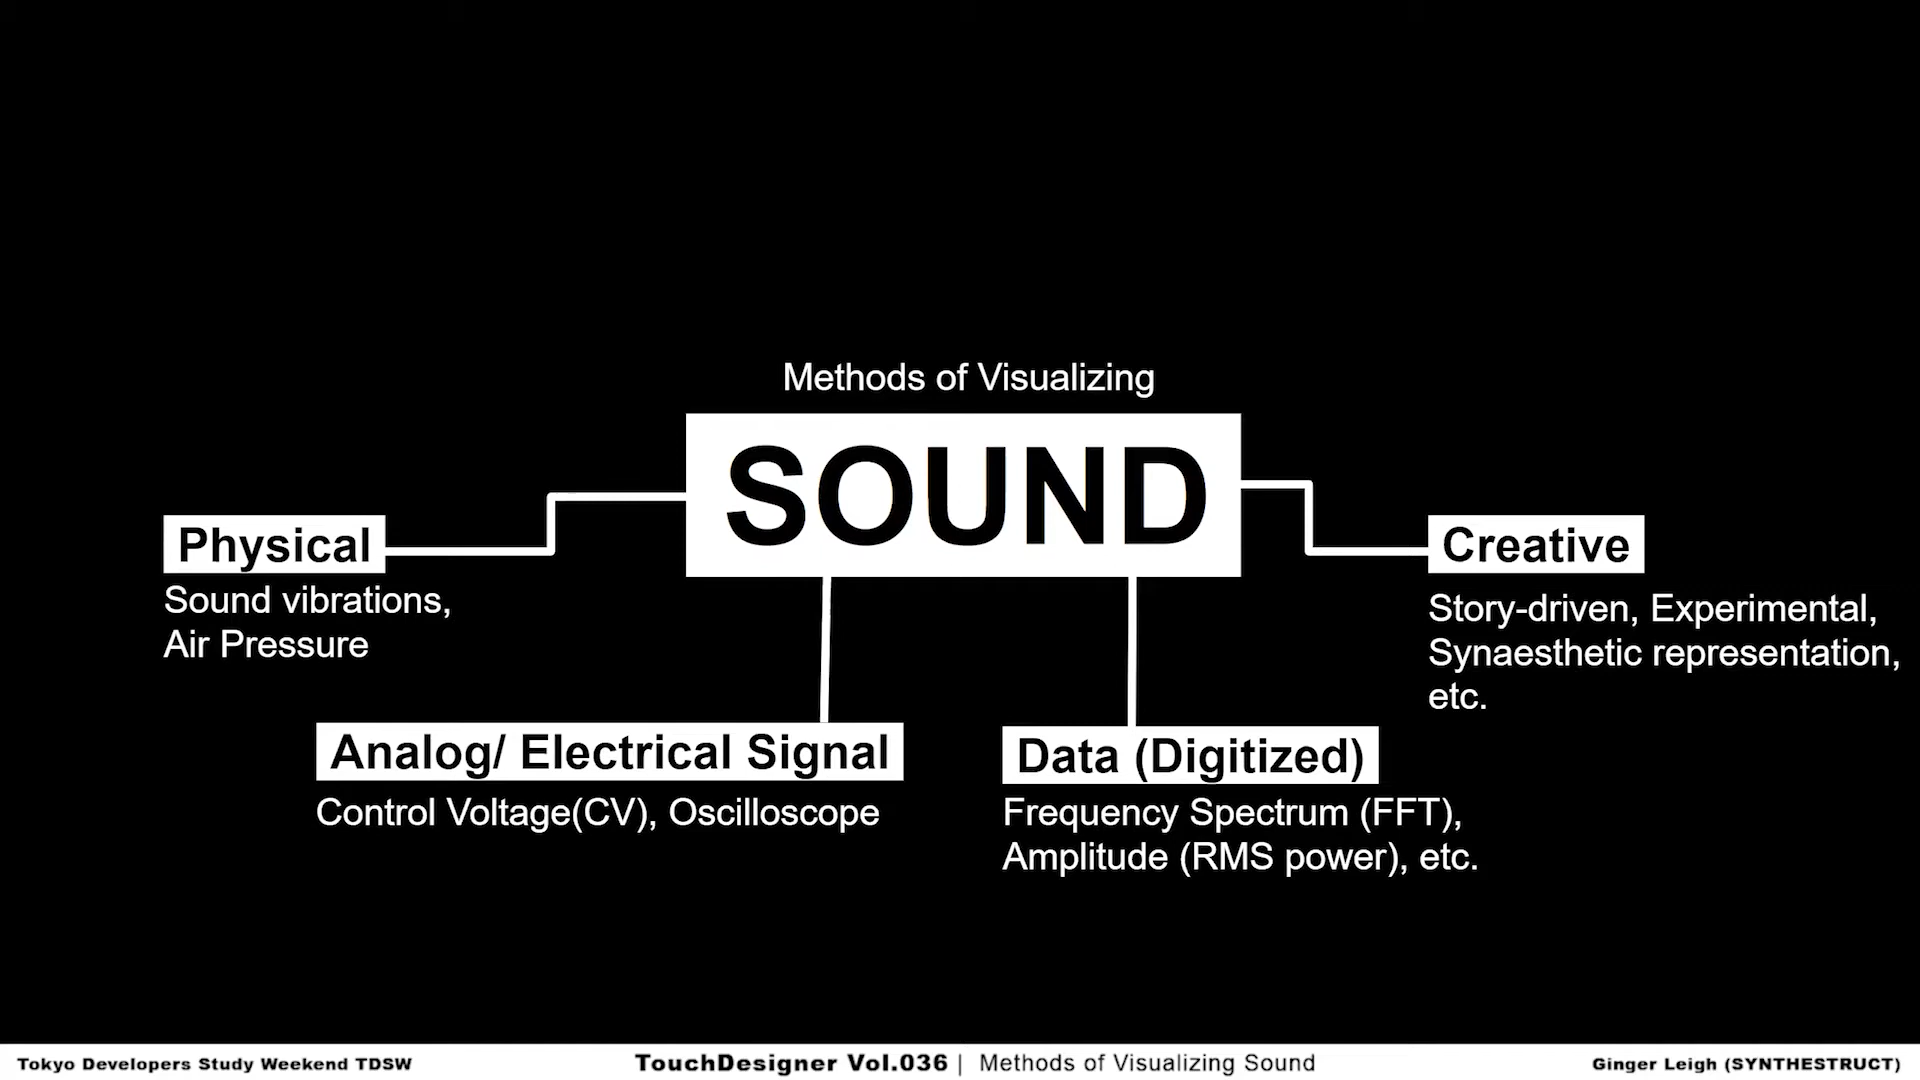 Methods of Visualizing
SOUND
Physical
Sound vibrations,
Air Pressure
Analog/ Electrical Signal
Control Voltage(CV), Oscilloscope
Data (Digitized)
Frequency Spectrum (FFT),
Amplitude (RMS power), etc.
Creative
Story-driven, Experimental,
Synaesthetic representation,
etc.
Tokyo Developers Study Weekend TDSW
TouchDesigner Vol.036 | Methods of Visualizing Sound
Ginger Leigh (SYNTHESTRUCT)